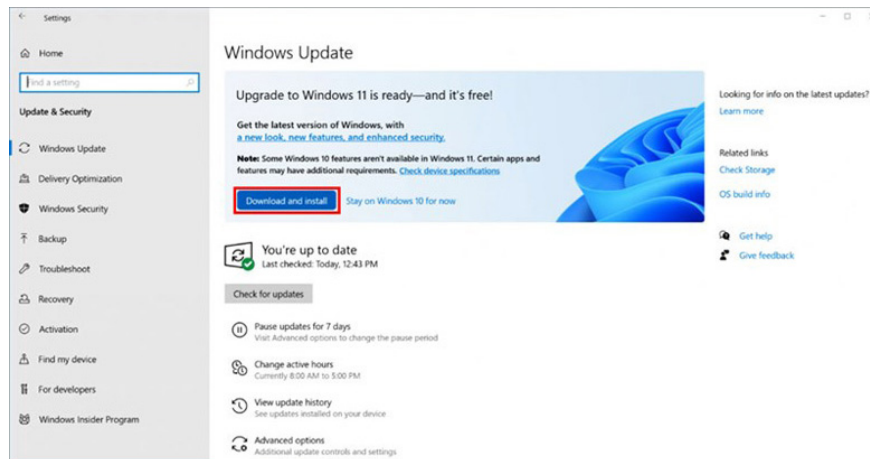 Settings
Home
Find a setting
Update & Security
Windows Update
Delivery Optimization
Windows Security
Backup
Troubleshoot
Recovery
Activation
Find my device
For developers
Windows Insider Program
Windows Update
Upgrade to Windows 11 is ready—and it's free!
Get the latest version of Windows, with
a new look, new features, and enhanced security.
Note: Some Windows 10 features aren't available in Windows 11. Certain apps and
features may have additional requirements. Check device specifications
Download and install Stay on Windows 10 for now
You're up to date
Last checked: Today, 12:43 PM
Check for updates
Pause updates for 7 days
Visit Advanced options to change the pause period
Change active hours
Currently 8:00 AM to 5:00 PM
View update history
See updates installed on your device
Advanced options
Additional update controls and settings
Looking for info on the latest updates?
Learn more
Related links
Check Storage
OS build info
Get help
Give feedback